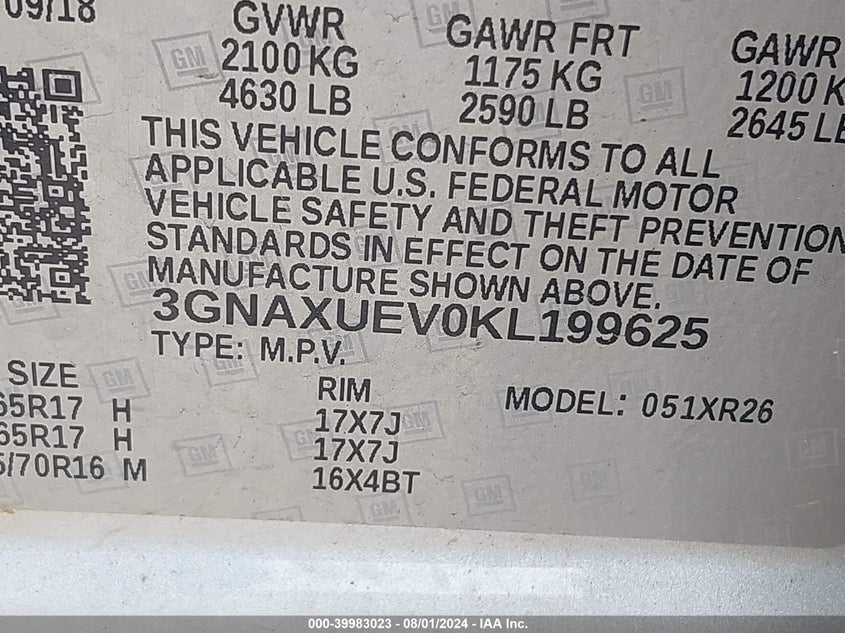 09/18
GVWR
2100 KG
4630 LB
GAWR FRT
1175 KG
2590 LB
GAWR
1200 K
2645 LB
THIS VEHICLE CONFORMS TO ALL
APPLICABLE U.S. FEDERAL MOTOR
VEHICLE SAFETY AND THEFT PREVENTION
STANDARDS IN EFFECT ON THE DATE OF
MANUFACTURE SHOWN ABOVE.
3GNAXUEV0KL199625
TYPE: M.P.V.
MODEL: 051XR26
SIZE
65R17 H
65R17 H
5/70R16 M
RIM
17X7J
17X7J
16X4BT
000-39983023 - 08/01/2024 - IAA Inc.